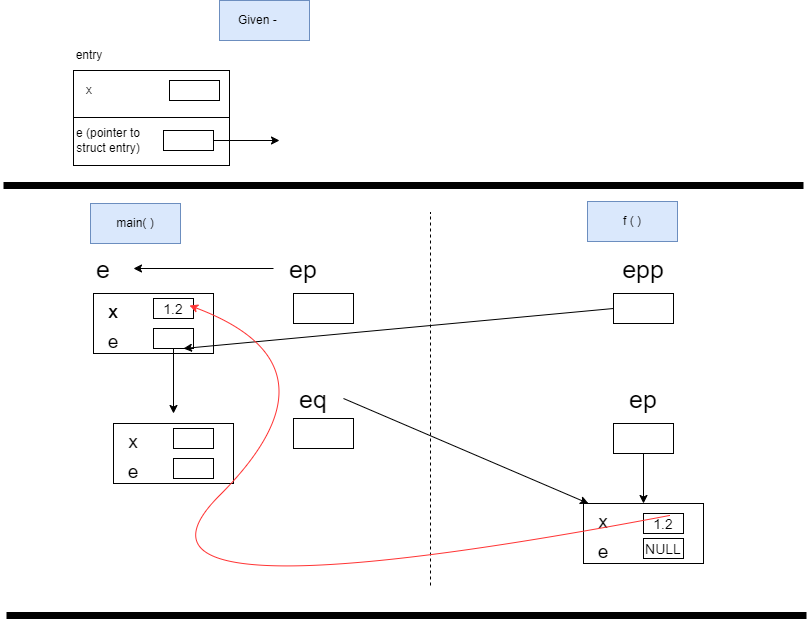 Given -
entry
x
e (pointer to
struct entry)
main( )
f ( )
e
ep
epp
x
1.2
e
eq
ep
x
e
x
1.2
e
NULL